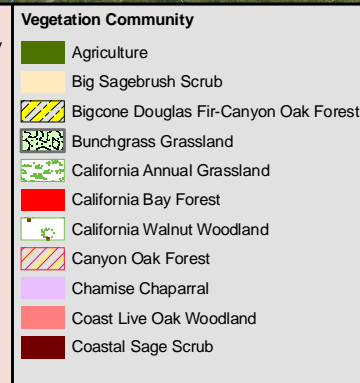 Vegetation Community
Agriculture
Big Sagebrush Scrub
Bigcone Douglas Fir-Canyon Oak Forest
Bunchgrass Grassland
California Annual Grassland
California Bay Forest
California Walnut Woodland
Canyon Oak Forest
Chamise Chaparral
Coast Live Oak Woodland
Coastal Sage Scrub